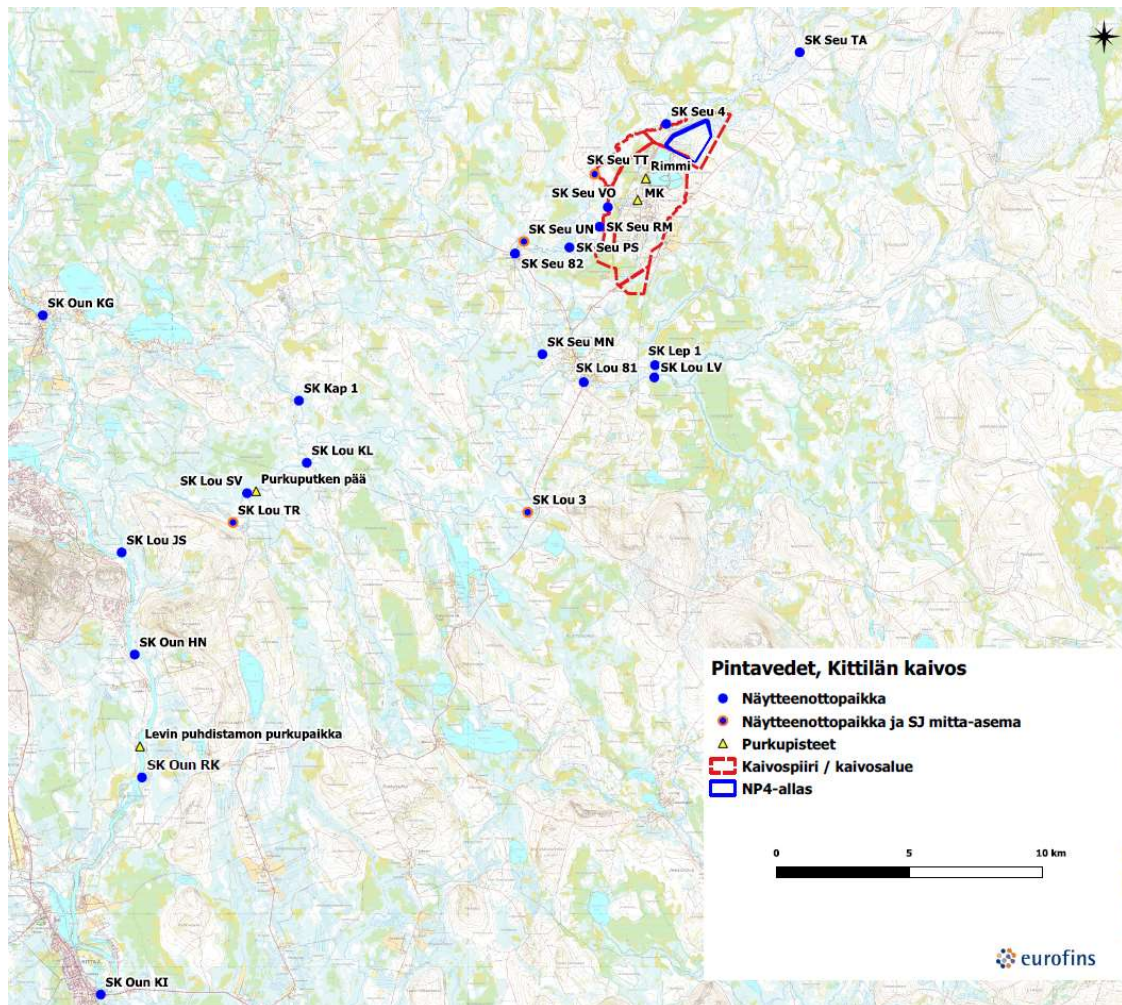 SK Seu TA
SK Seu 4
SK Seu TT
Rimmi
SK Seu VO
MK
SK Seu UN
SK Seu RM
SK Seu PS
SK Seu 82
SK Oun KG
SK Seu MN
SK Lep 1
SK Lou 81
SK Lou LV
SK Kap 1
SK Lou KL
SK Lou SV
Purkuputken pää
SK Lou TR
SK Lou 3
SK Lou JS
SK Oun HN
Levin puhdistamon purkupaikka
SK Oun RK
SK Oun KI
Pintavedet, Kittilän kaivos
Näytteenottopaikka
Näytteenottopaikka ja SJ mitta-asema
Purkupisteet
Kaivospiiri / kaivosalue
NP4-allas
0 5 10 km
eurofins